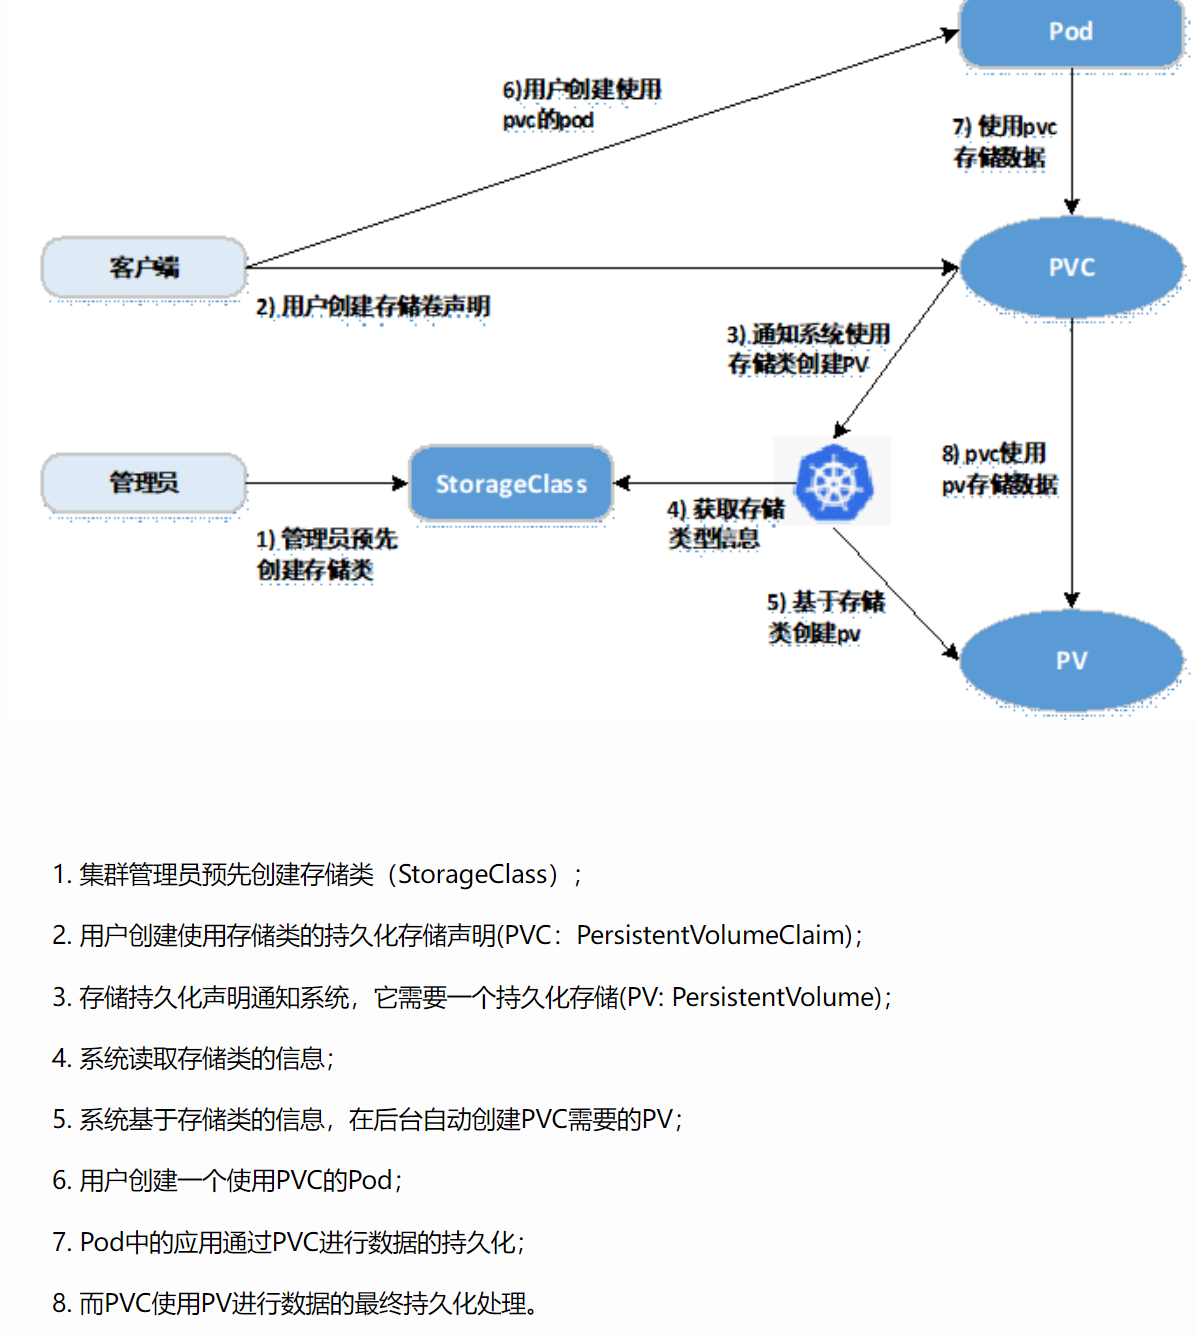 Pod
6)用户创建使用
pvc的pod
7) 使用pvc
存储数据
客户端
PVC
2) 用户创建存储卷声明
3) 通知系统使用
存储类创建PV
管理员
StorageClass
8) pvc使用
pv存储数据
4) 获取存储
类型信息
1) 管理员预先
创建存储类
5) 基于存储
类创建pv
PV
1. 集群管理员预先创建存储类（StorageClass）；
2. 用户创建使用存储类的持久化存储声明(PVC：PersistentVolumeClaim)；
3. 存储持久化声明通知系统，它需要一个持久化存储(PV: PersistentVolume)；
4. 系统读取存储类的信息；
5. 系统基于存储类的信息，在后台自动创建PVC需要的PV；
6. 用户创建一个使用PVC的Pod；
7. Pod中的应用通过PVC进行数据的持久化；
8. 而PVC使用PV进行数据的最终持久化处理。